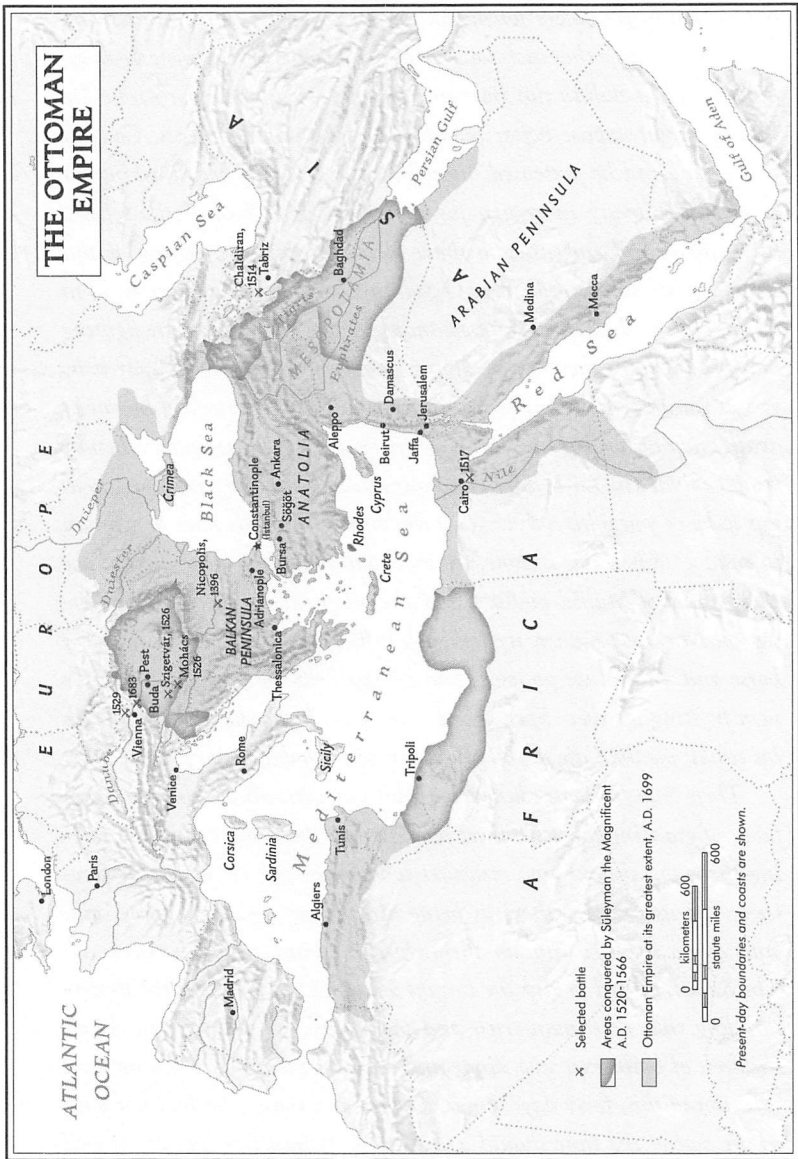 THE OTTOMAN
EMPIRE
ATLANTIC
OCEAN
London
Paris
Madrid
E U R O P E
Danube
1529
1683
Vienna
Pest
Buda
Szigetvár, 1526
Mohács
1526
Venice
Rome
Corsica
Sardinia
Sicily
Dniester
Dnieper
Crimea
Black Sea
Nicopolis,
1396
BALKAN
PENINSULA
Adrianople
Constantinople
(Istanbul)
Thessalonica
Bursa
Söğöt
Ankara
ANATOLIA
Caspian Sea
Chaldiran,
1514
Tabriz
A S I A
Tigris
MESOPOTAMIA
Euphrates
Baghdad
Persian Gulf
Aleppo
Beirut
Damascus
Jaffa
Jerusalem
Rhodes
Cyprus
Crete
Mediterranean Sea
Algiers
Tunis
Tripoli
Cairo
1517
Nile
A F R I C A
ARABIAN PENINSULA
Medina
Mecca
Red Sea
Gulf of Aden
Selected battle
Areas conquered by Süleyman the Magnificent
A.D. 1520-1566
Ottoman Empire at its greatest extent, A.D. 1699
0 kilometers 600
0 statute miles 600
Present-day boundaries and coasts are shown.